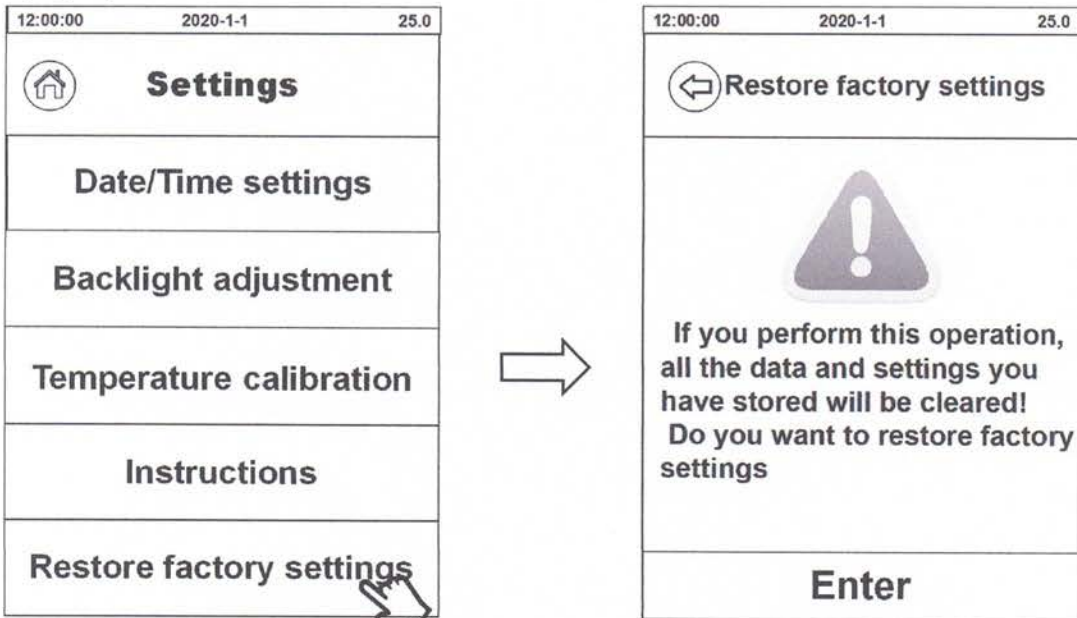 12:00:00 2020-1-1 25.0
Settings
Date/Time settings
Backlight adjustment
Temperature calibration
Instructions
Restore factory settings
12:00:00 2020-1-1 25.0
Restore factory settings
If you perform this operation,
all the data and settings you
have stored will be cleared!
Do you want to restore factory
settings
Enter